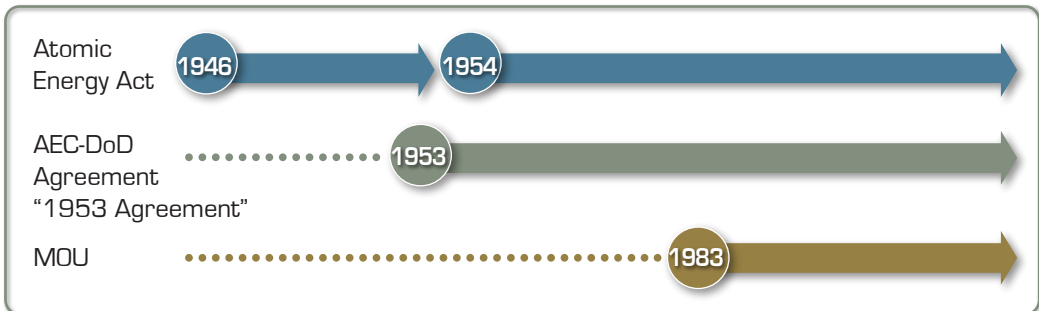 Atomic
Energy Act
1946
1954
AEC-DoD
Agreement
“1953 Agreement”
1953
MOU
1983